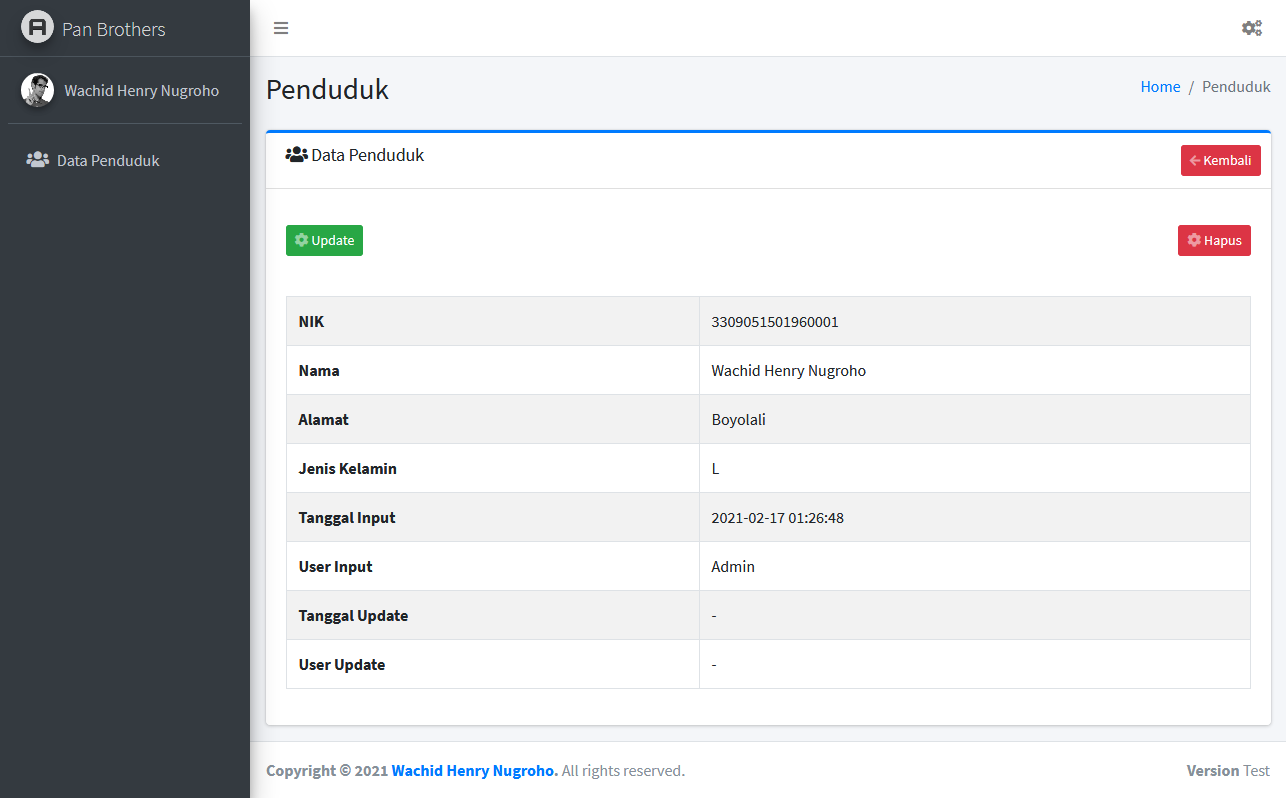 Pan Brothers
Wachid Henry Nugroho
Data Penduduk
Penduduk
Home / Penduduk
Data Penduduk
Kembali
Update
Hapus
NIK 3309051501960001
Nama Wachid Henry Nugroho
Alamat Boyolali
Jenis Kelamin L
Tanggal Input 2021-02-17 01:26:48
User Input Admin
Tanggal Update -
User Update -
Copyright © 2021 Wachid Henry Nugroho. All rights reserved.
Version Test